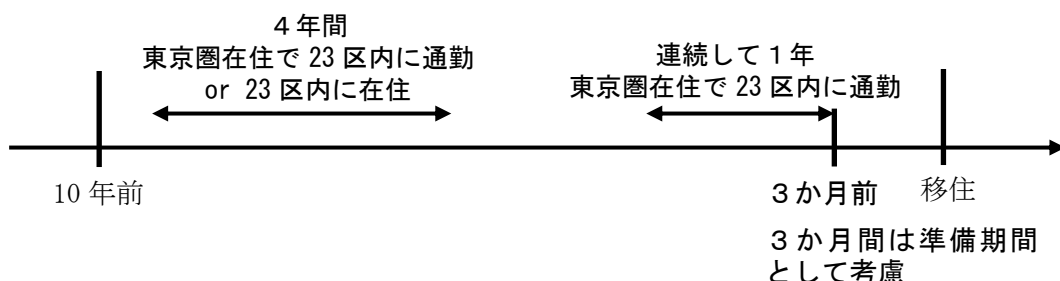 ４年間
東京圏在住で 23 区内に通勤
or 23 区内に在住
連続して１年
東京圏在住で 23 区内に通勤
10 年前
３か月前
移住
３か月間は準備期間
として考慮